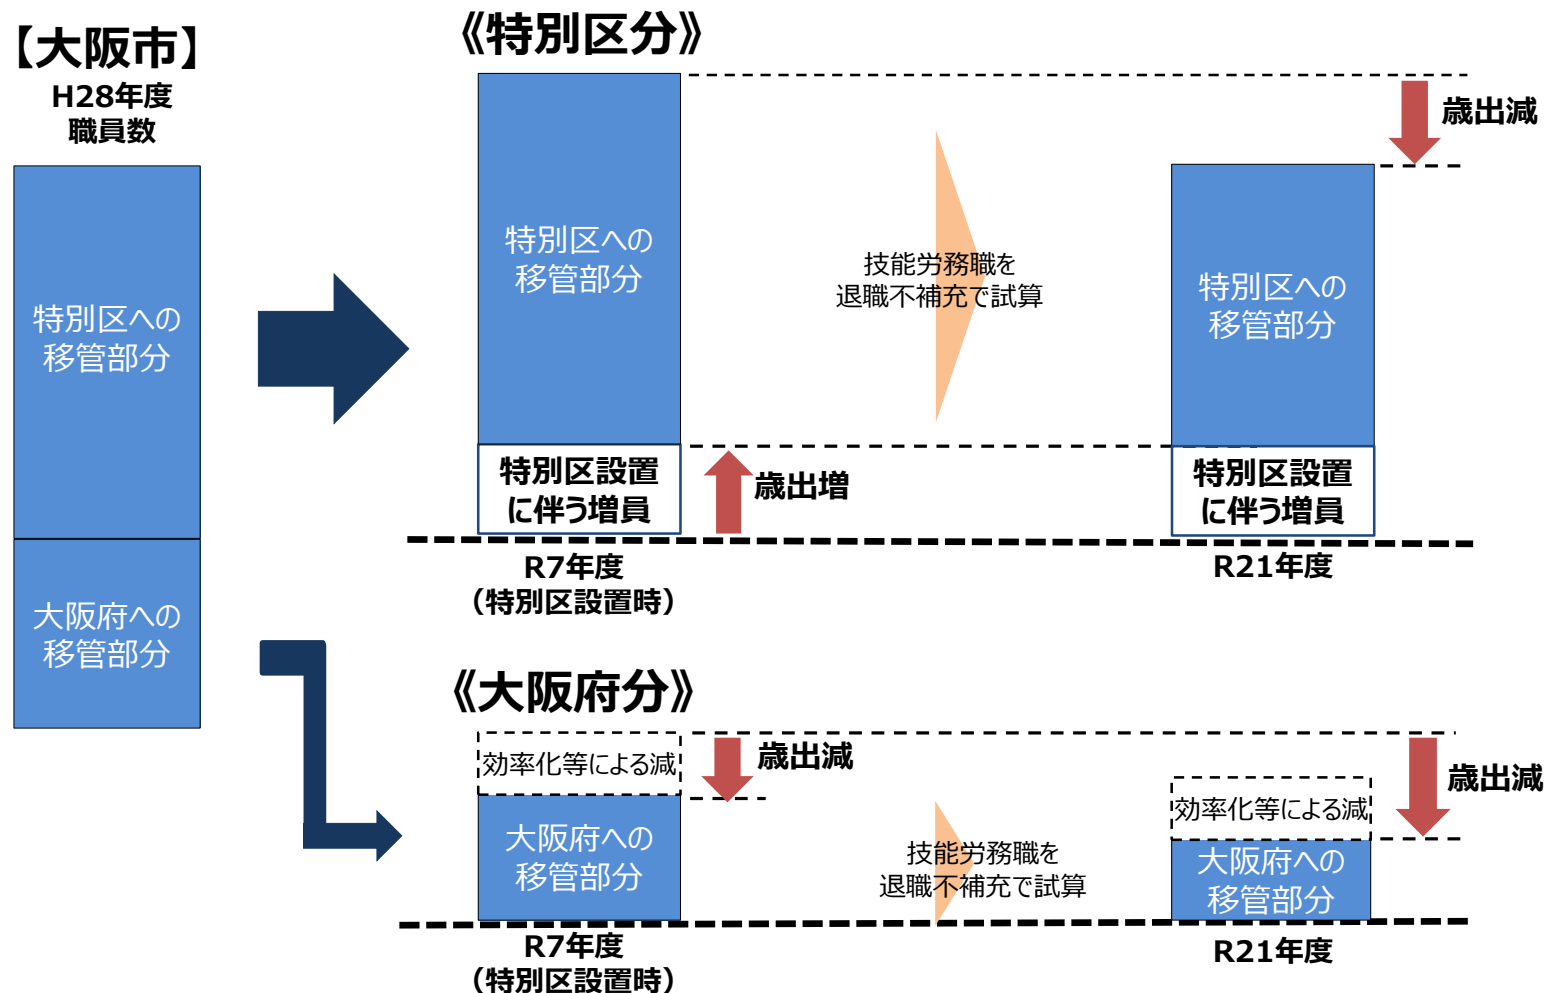 【大阪市】
H28年度
職員数
特別区への
移管部分
大阪府への
移管部分
《特別区分》
特別区への
移管部分
特別区設置
に伴う増員
歳出増
R7年度
（特別区設置時）
技能労務職を
退職不補充で試算
歳出減
特別区への
移管部分
特別区設置
に伴う増員
R21年度
《大阪府分》
効率化等による減
歳出減
大阪府への
移管部分
R7年度
（特別区設置時）
技能労務職を
退職不補充で試算
効率化等による減
歳出減
大阪府への
移管部分
R21年度